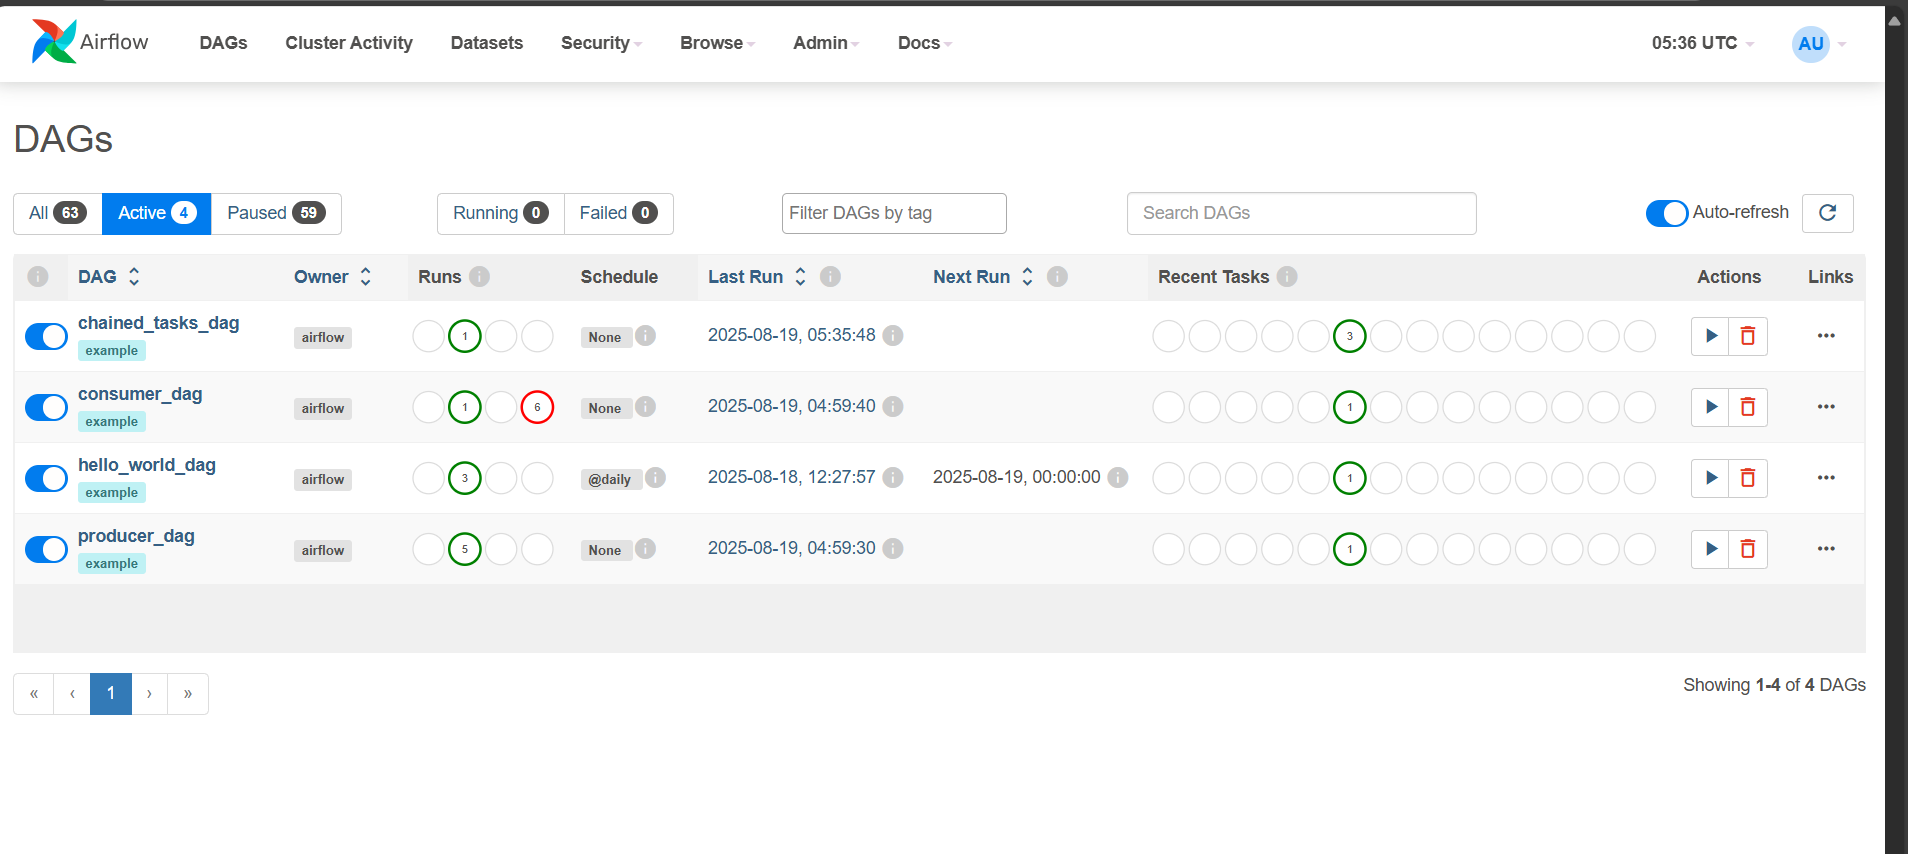 Airflow DAGs Cluster Activity Datasets Security Browse Admin Docs 05:36 UTC AU
DAGs
All 63 Active 4 Paused 59 Running 0 Failed 0 Filter DAGs by tag Search DAGs Auto-refresh
i DAG Owner Runs i Schedule Last Run i Next Run i Recent Tasks i Actions Links
chained_tasks_dag
example
airflow 1 None i 2025-08-19, 05:35:48 i 3 •••
consumer_dag
example
airflow 1 6 None i 2025-08-19, 04:59:40 i 1 •••
hello_world_dag
example
airflow 3 @daily i 2025-08-18, 12:27:57 i 2025-08-19, 00:00:00 i 1 •••
producer_dag
example
airflow 5 None i 2025-08-19, 04:59:30 i 1 •••
« ‹ 1 › »
Showing 1-4 of 4 DAGs